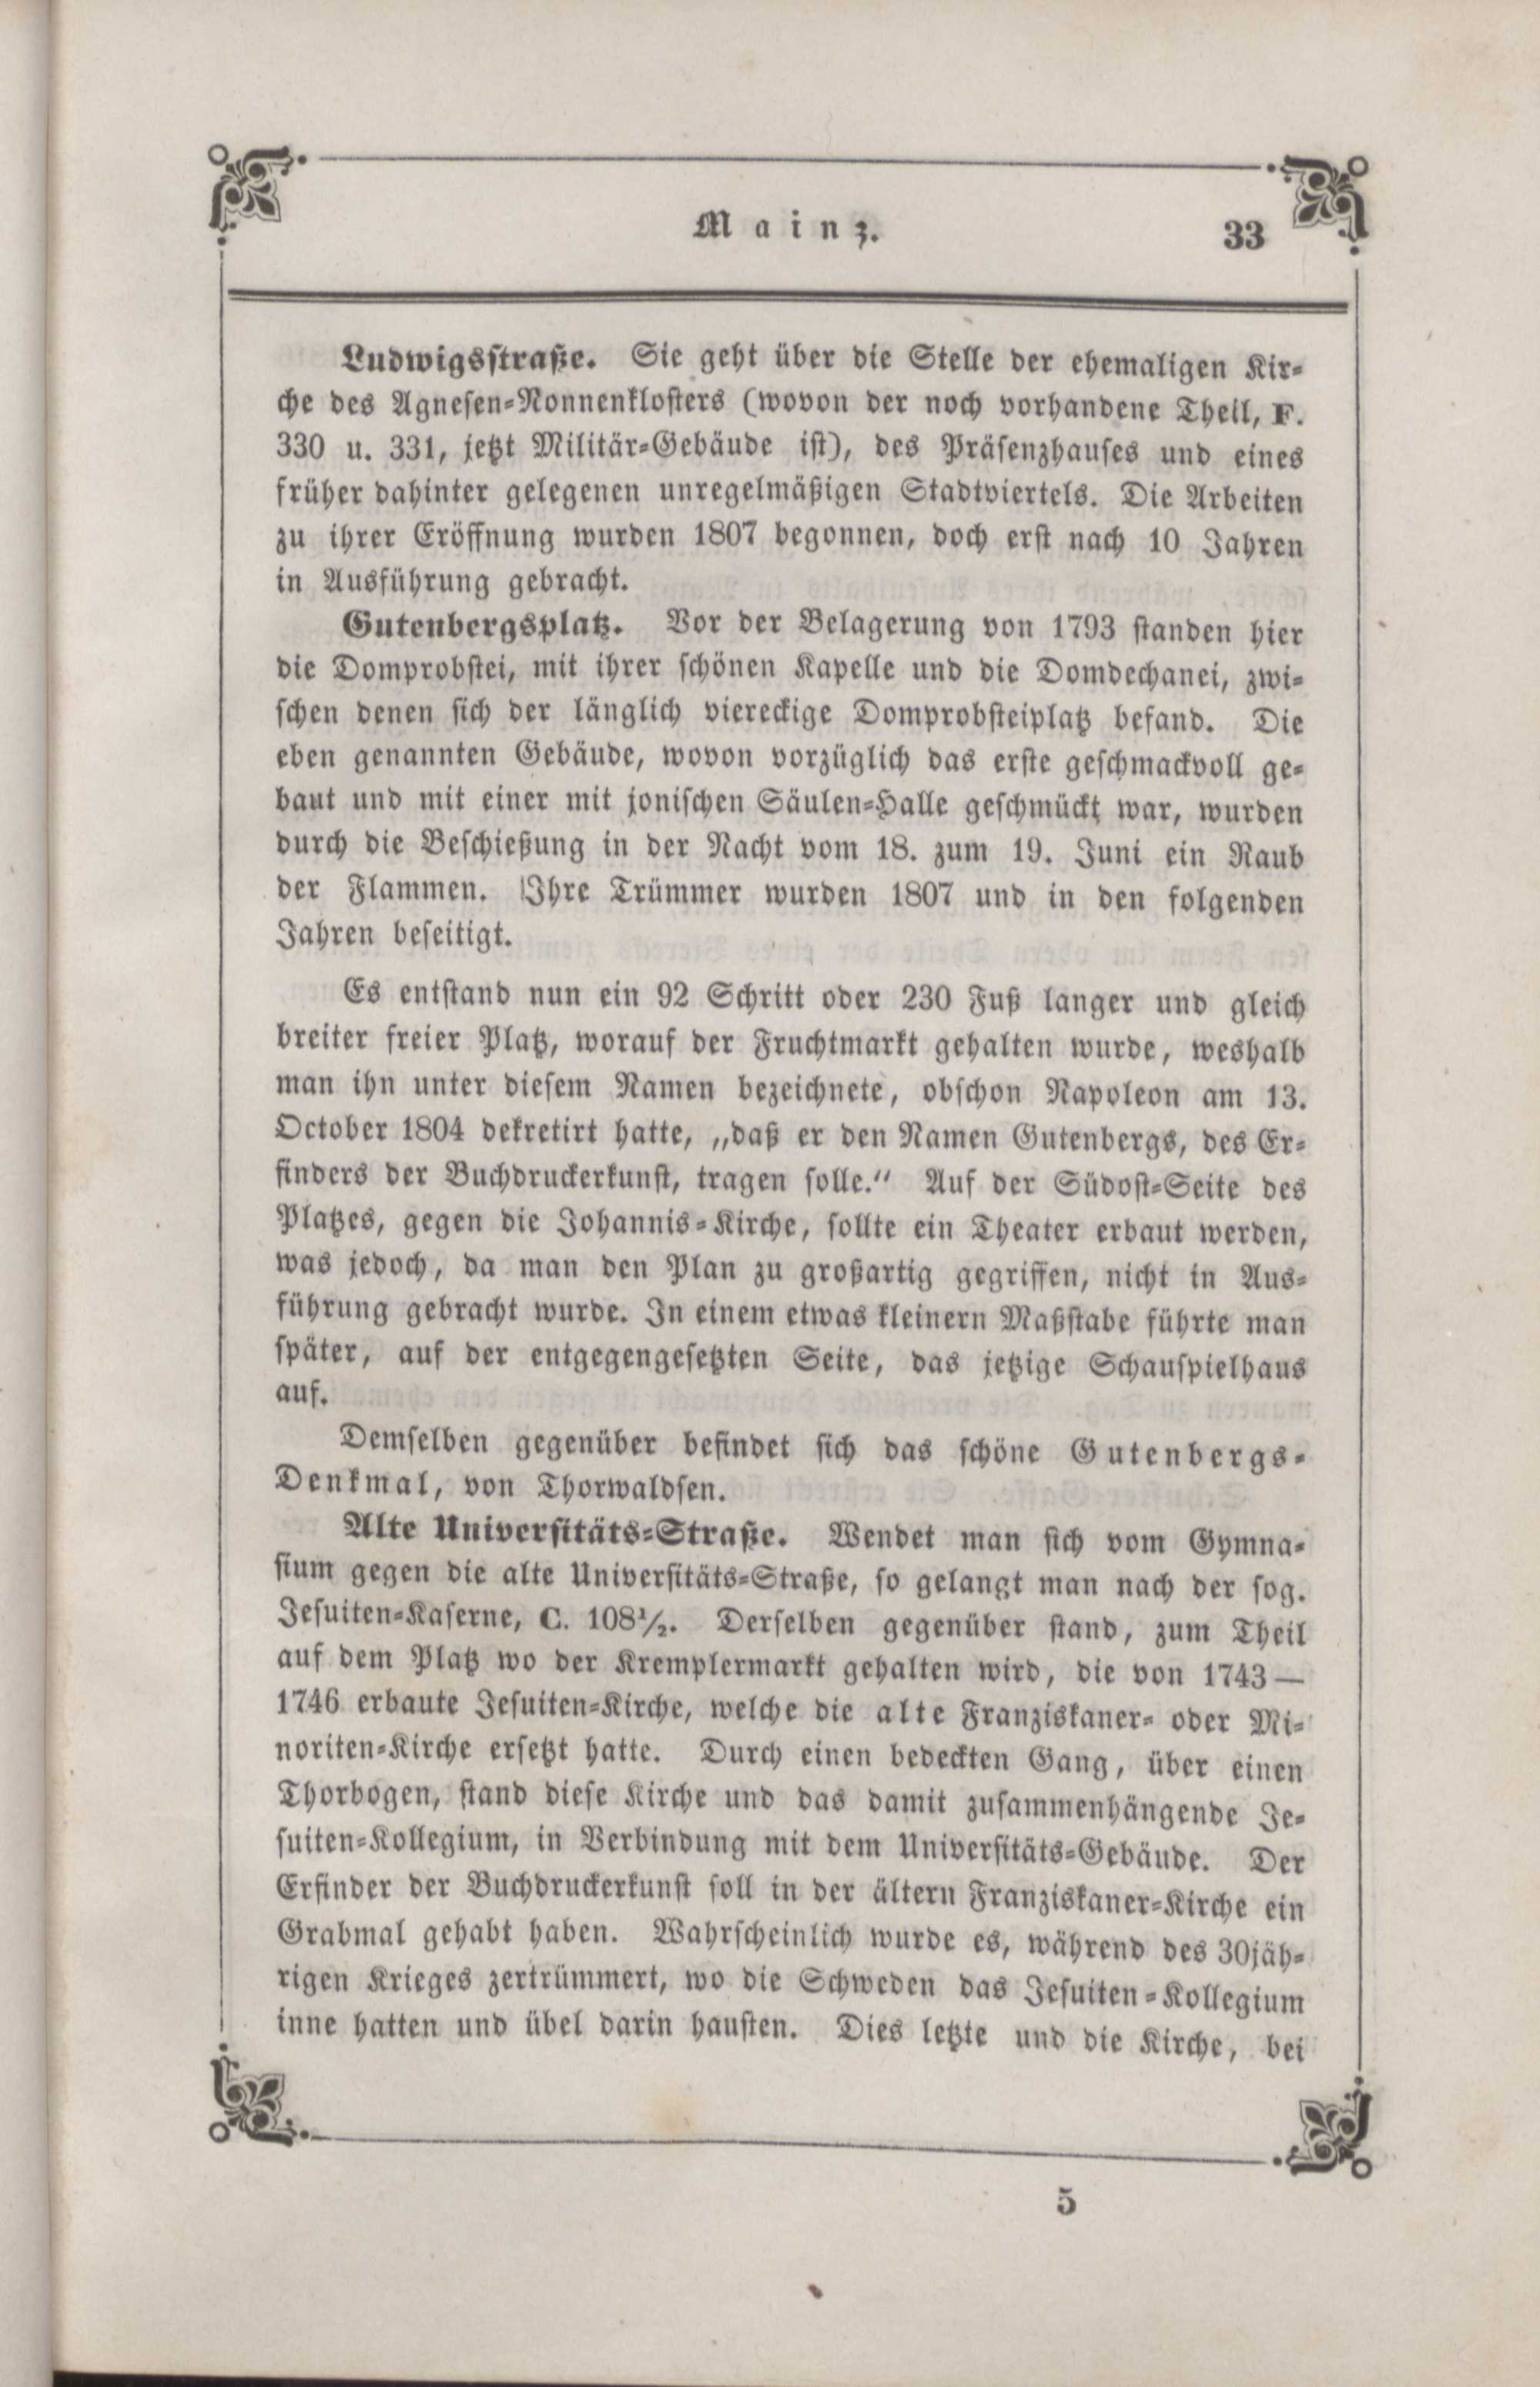 Mainz.
33
Ludwigsstraße. Sie geht über die Stelle der ehemaligen Kir-
che des Agnesen-Nonnenklosters (wovon der noch vorhandene Theil, F.
330 u. 331, jetzt Militär-Gebäude ist), des Präsenzhauses und eines
früher dahinter gelegenen unregelmäßigen Stadtviertels. Die Arbeiten
zu ihrer Eröffnung wurden 1807 begonnen, doch erst nach 10 Jahren
in Ausführung gebracht.
Gutenbergsplatz. Vor der Belagerung von 1793 standen hier
die Domprobstei, mit ihrer schönen Kapelle und die Domdechanei, zwi-
schen denen sich der länglich viereckige Domprobsteiplatz befand. Die
eben genannten Gebäude, wovon vorzüglich das erste geschmackvoll ge-
baut und mit einer mit jonischen Säulen-Halle geschmückt war, wurden
durch die Beschießung in der Nacht vom 18. zum 19. Juni ein Raub
der Flammen. Ihre Trümmer wurden 1807 und in den folgenden
Jahren beseitigt.
Es entstand nun ein 92 Schritt oder 230 Fuß langer und gleich
breiter freier Platz, worauf der Fruchtmarkt gehalten wurde, weshalb
man ihn unter diesem Namen bezeichnete, obschon Napoleon am 13.
October 1804 dekretirt hatte, „daß er den Namen Gutenbergs, des Er-
finders der Buchdruckerkunst, tragen solle.“ Auf der Südost-Seite des
Platzes, gegen die Johannis-Kirche, sollte ein Theater erbaut werden,
was jedoch, da man den Plan zu großartig gegriffen, nicht in Aus-
führung gebracht wurde. In einem etwas kleinern Maßstabe führte man
später, auf der entgegengesetzten Seite, das jetzige Schauspielhaus
auf.
Demselben gegenüber befindet sich das schöne Gutenbergs-
Denkmal, von Thorwaldsen.
Alte Universitäts-Straße. Wendet man sich vom Gymna-
sium gegen die alte Universitäts-Straße, so gelangt man nach der sog.
Jesuiten-Kaserne, C. 108½. Derselben gegenüber stand, zum Theil
auf dem Platz wo der Kremplermarkt gehalten wird, die von 1743—
1746 erbaute Jesuiten-Kirche, welche die alte Franziskaner- oder Mi-
noriten-Kirche ersetzt hatte. Durch einen bedeckten Gang, über einen
Thorbogen, stand diese Kirche und das damit zusammenhängende Je-
suiten-Kollegium, in Verbindung mit dem Universitäts-Gebäude. Der
Erfinder der Buchdruckerkunst soll in der ältern Franziskaner-Kirche ein
Grabmal gehabt haben. Wahrscheinlich wurde es, während des 30jäh-
rigen Krieges zertrümmert, wo die Schweden das Jesuiten-Kollegium
inne hatten und übel darin hausten. Dies letzte und die Kirche, bei
5